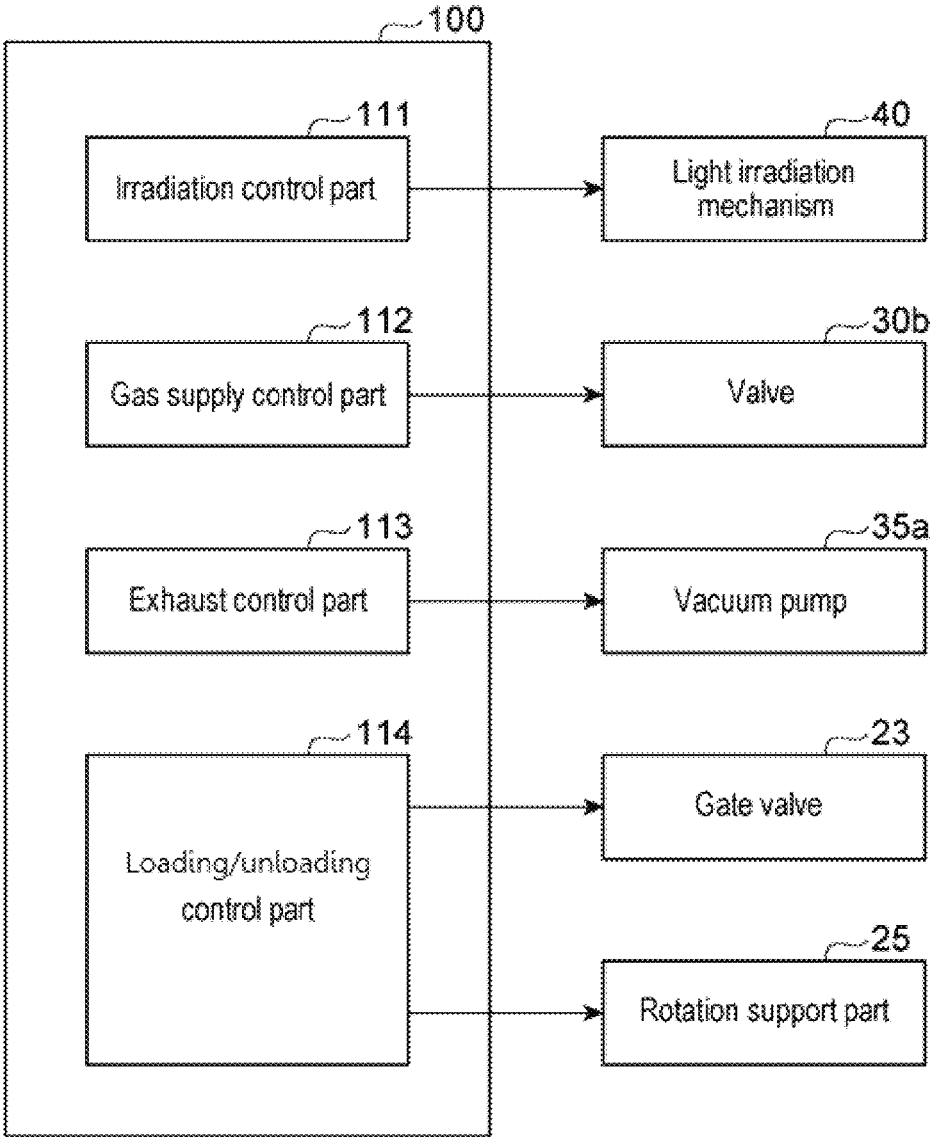 100
111
Irradiation control part
40
Light irradiation
mechanism
112
Gas supply control part
30b
Valve
113
Exhaust control part
35a
Vacuum pump
114
Loading/unloading
control part
23
Gate valve
25
Rotation support part